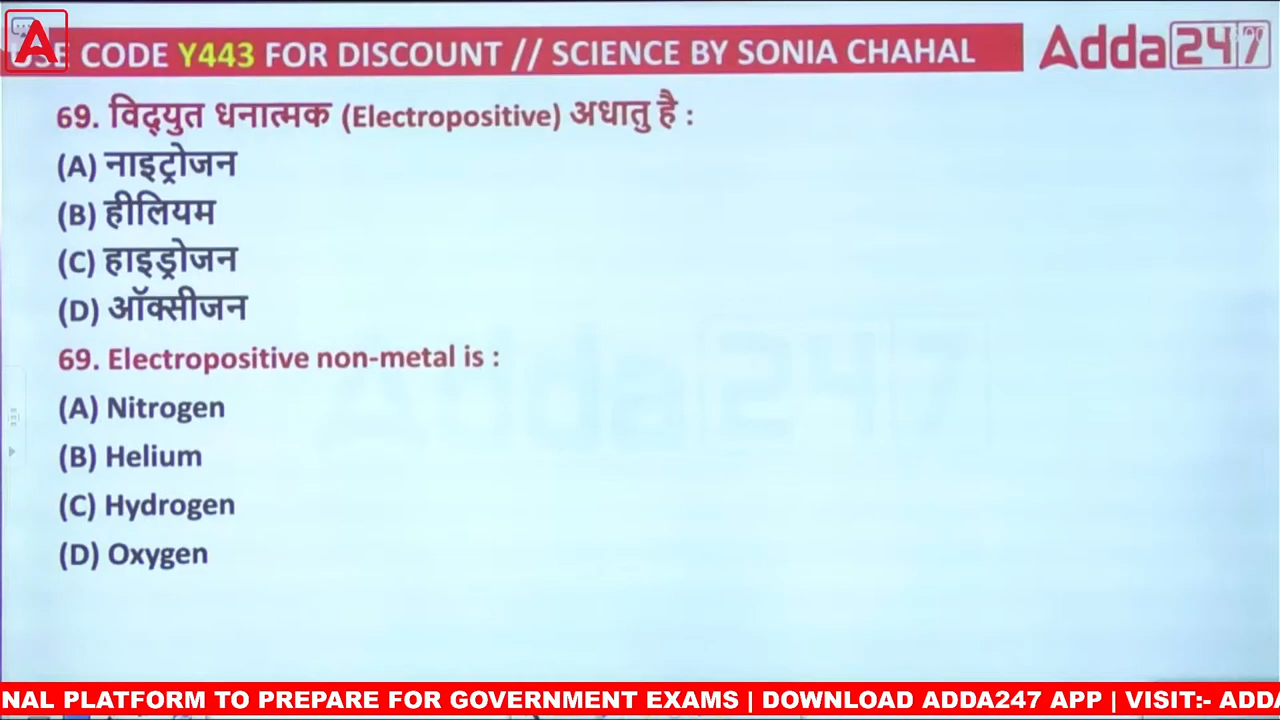 SE CODE Y443 FOR DISCOUNT // SCIENCE BY SONIA CHAHAL
Adda247
69. विद्युत धनात्मक (Electropositive) अधातु है :
(A) नाइट्रोजन
(B) हीलियम
(C) हाइड्रोजन
(D) ऑक्सीजन
69. Electropositive non-metal is :
(A) Nitrogen
(B) Helium
(C) Hydrogen
(D) Oxygen
NAL PLATFORM TO PREPARE FOR GOVERNMENT EXAMS | DOWNLOAD ADDA247 APP | VISIT:- ADDA